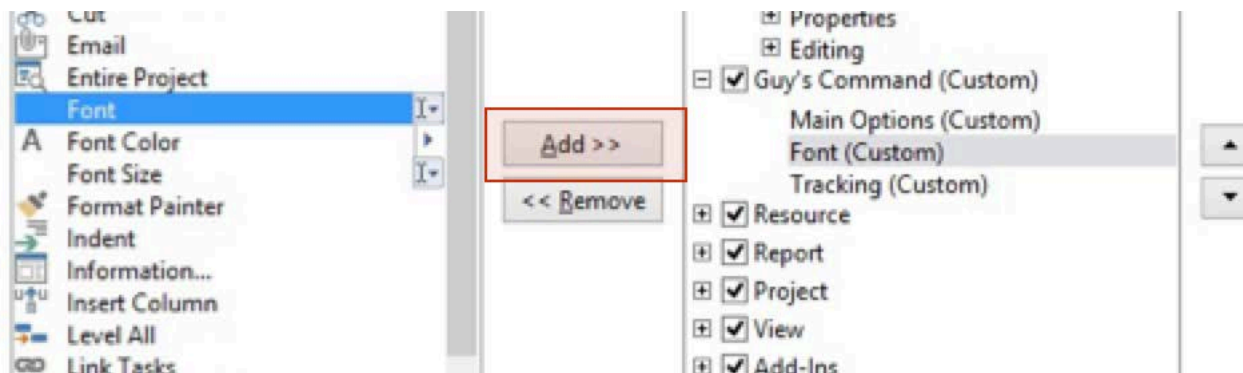 Cut
Email
Entire Project
Font
Font Color
Font Size
Format Painter
Indent
Information...
Insert Column
Level All
Link Tasks
Add >>
<< Remove
Properties
Editing
Guy's Command (Custom)
Main Options (Custom)
Font (Custom)
Tracking (Custom)
Resource
Report
Project
View
Add-Ins